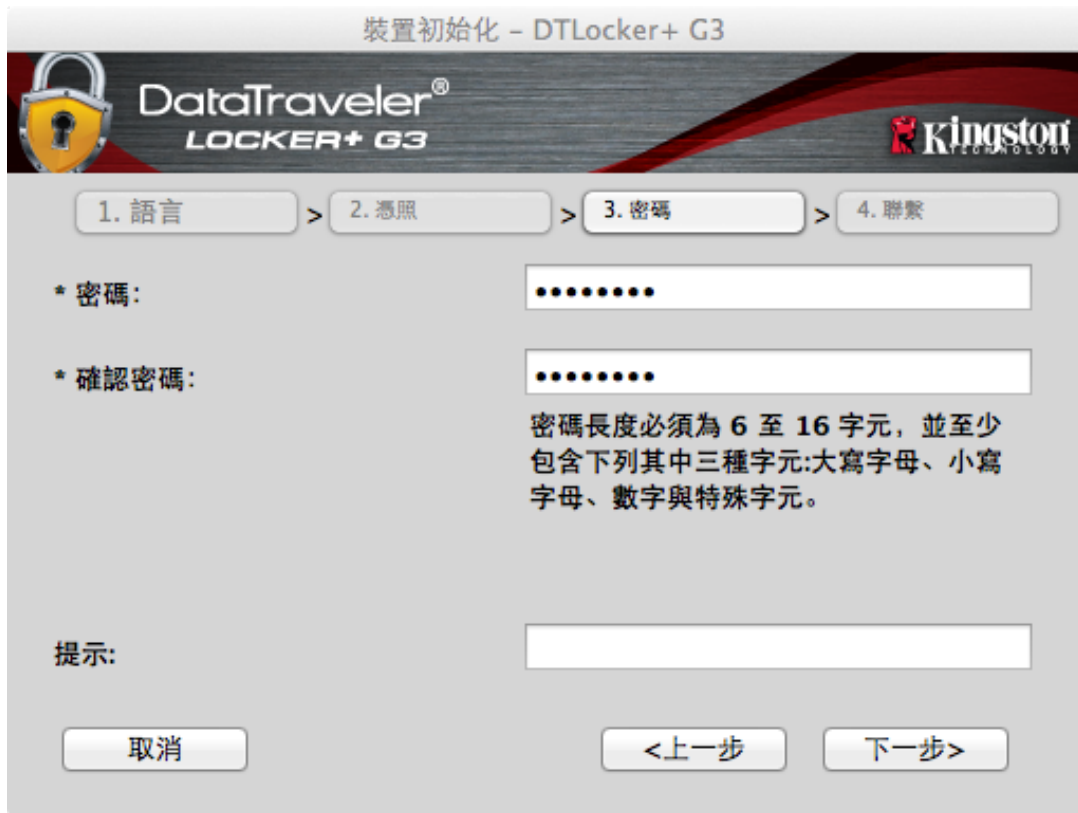 裝置初始化 – DTLocker+ G3
DataTraveler®
LOCKER+ G3
Kingston
TECHNOLOGY
1. 語言 > 2. 憑照 > 3. 密碼 > 4. 聯繫
* 密碼: ••••••••
* 確認密碼: ••••••••
密碼長度必須為 6 至 16 字元，並至少
包含下列其中三種字元:大寫字母、小寫
字母、數字與特殊字元。
提示:
取消 <上一步 下一步>